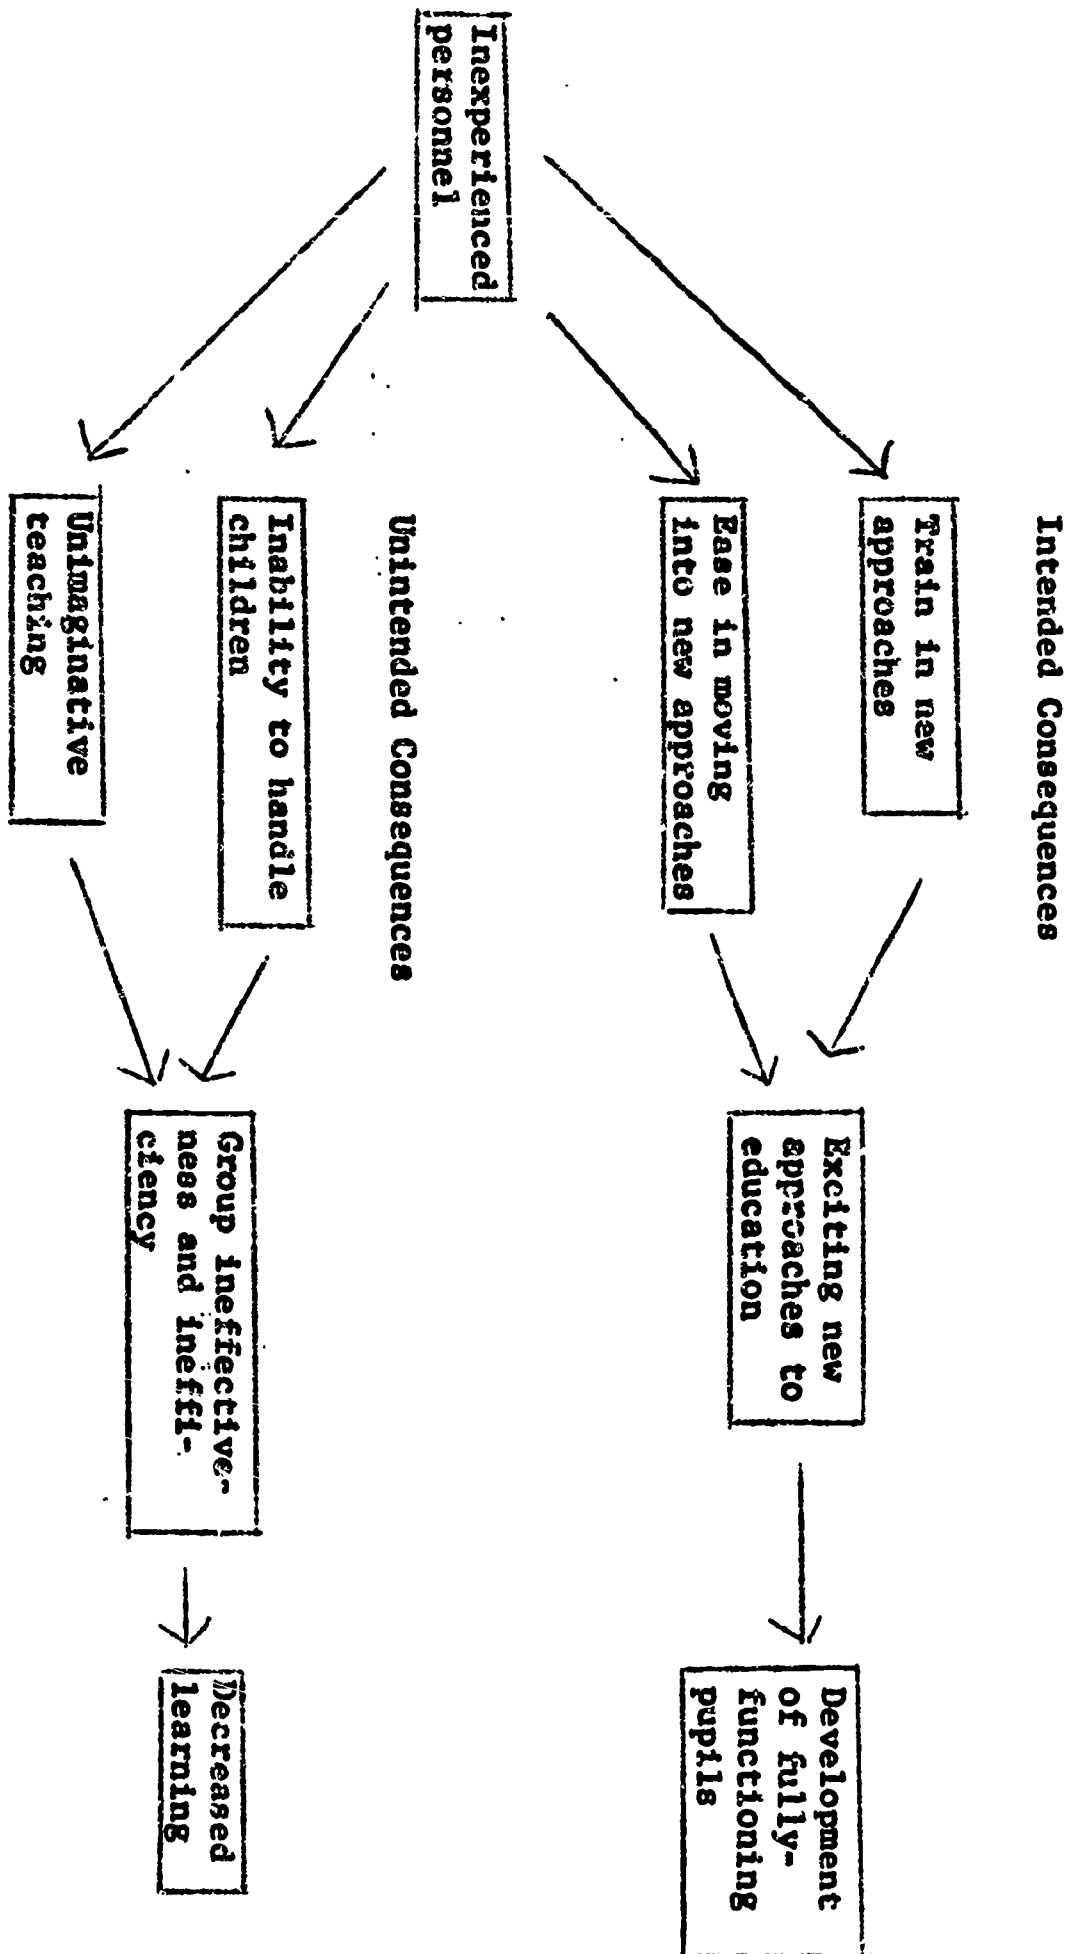 Intended Consequences
Train in new
approaches
Ease in moving
into new approaches
Exciting new
approaches to
education
Development
of fully-
functioning
pupils
Inexperienced
personnel
Unintended Consequences
Inability to handle
children
Unimaginative
teaching
Group ineffective-
ness and ineffi-
ciency
Decreased
learning